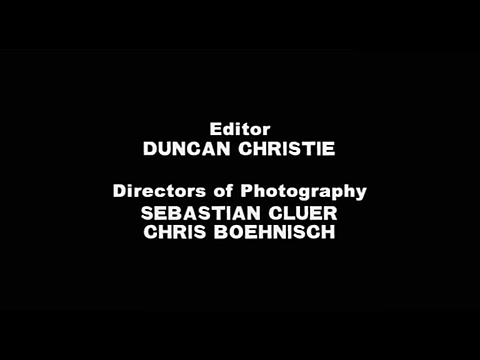 Editor
DUNCAN CHRISTIE
Directors of Photography
SEBASTIAN CLUER
CHRIS BOEHNISCH